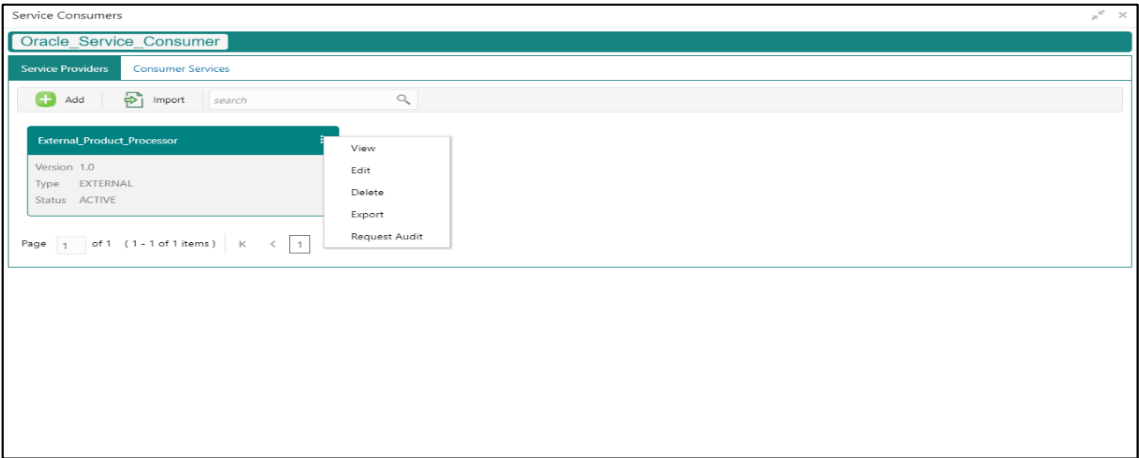 Service Consumers
Oracle_Service_Consumer
Service Providers Consumer Services
Add Import search
External_Product_Processor
Version 1.0
Type EXTERNAL
Status ACTIVE
View
Edit
Delete
Export
Request Audit
Page 1 of 1 ( 1 - 1 of 1 items ) K < 1